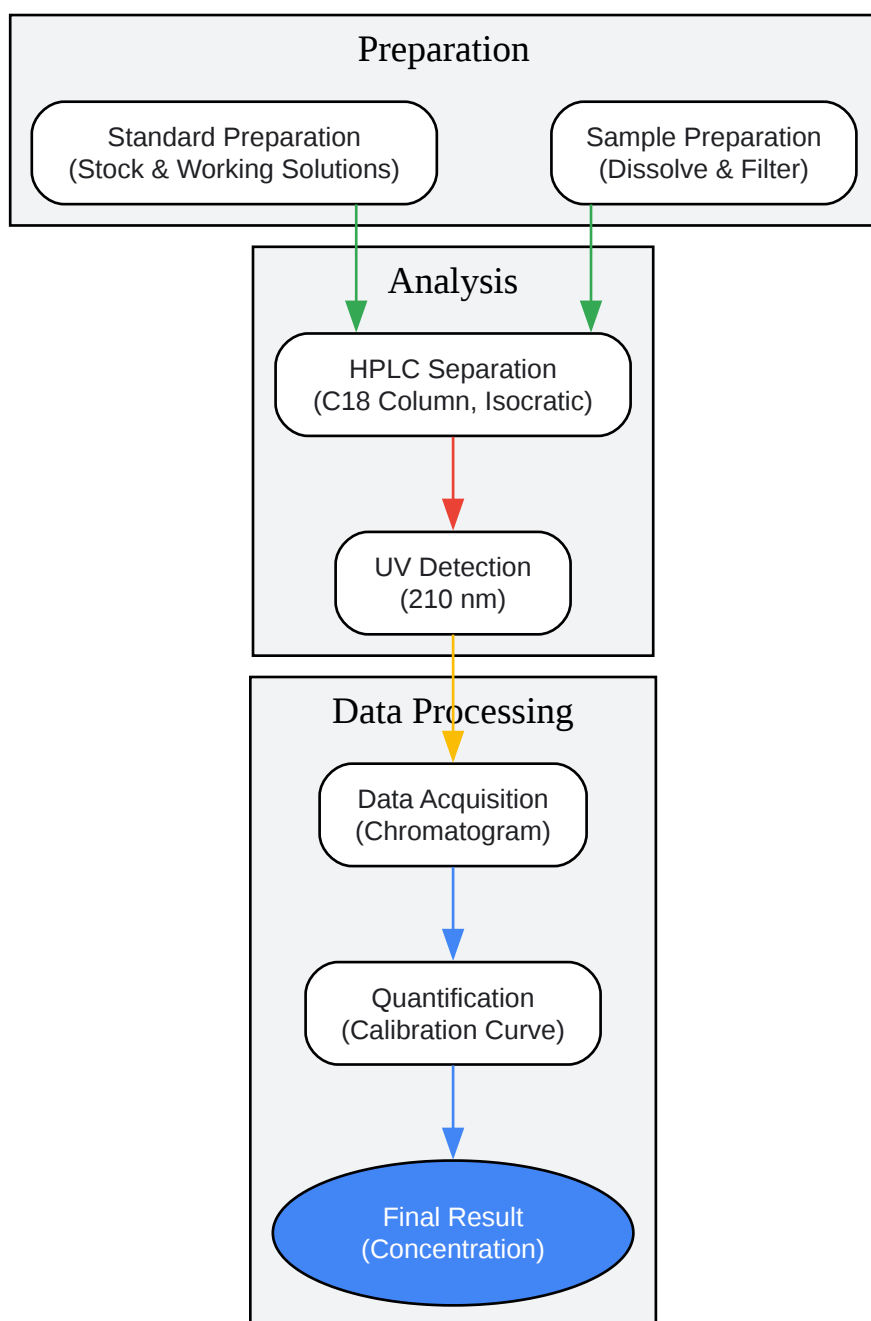 Preparation
Standard Preparation
(Stock & Working Solutions)
Sample Preparation
(Dissolve & Filter)
Analysis
HPLC Separation
(C18 Column, Isocratic)
UV Detection
(210 nm)
Data Processing
Data Acquisition
(Chromatogram)
Quantification
(Calibration Curve)
Final Result
(Concentration)